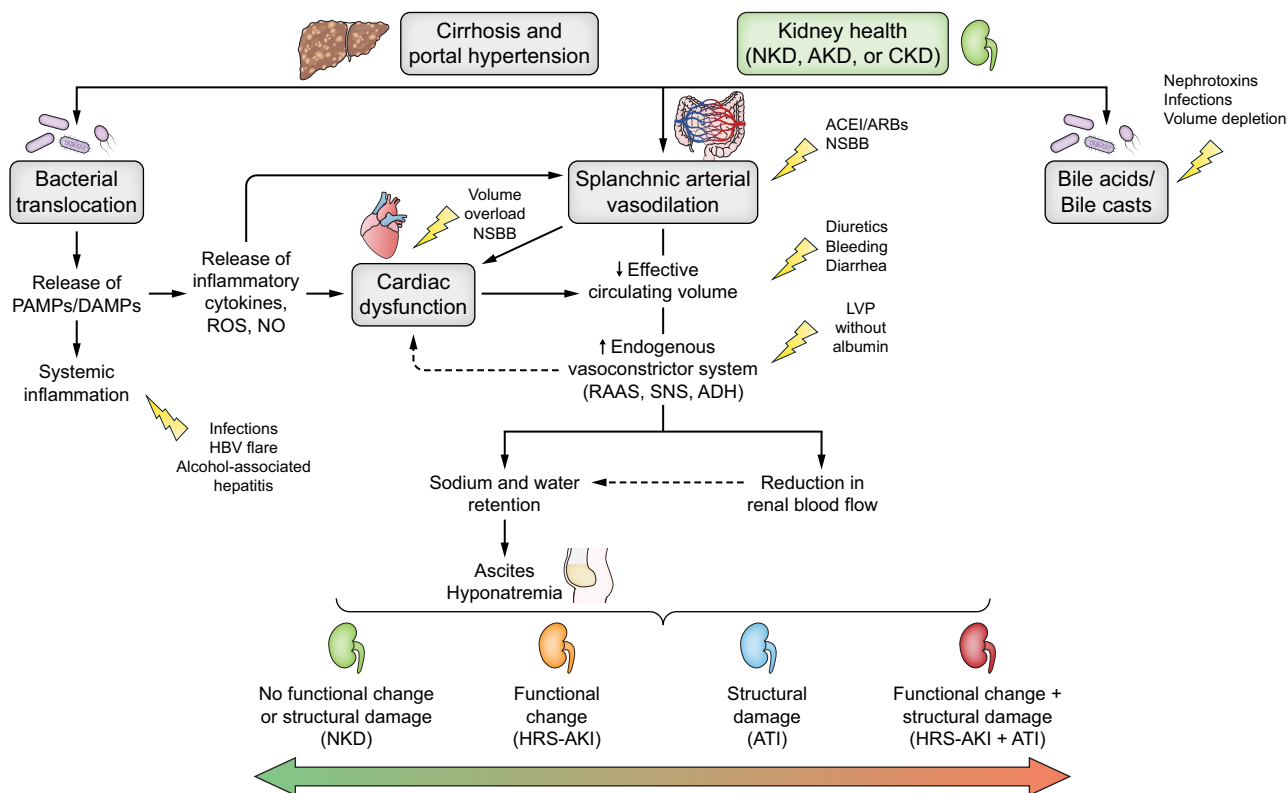 Cirrhosis and
portal hypertension
Kidney health
(NKD, AKD, or CKD)
Nephrotoxins
Infections
Volume depletion
ACEI/ARBs
NSBB
Bacterial
translocation
Splanchnic arterial
vasodilation
Bile acids/
Bile casts
Volume
overload
NSBB
Diuretics
Bleeding
Diarrhea
Release of
PAMPs/DAMPs
Release of
inflammatory
cytokines,
ROS, NO
Cardiac
dysfunction
↓ Effective
circulating volume
LVP
without
albumin
↑ Endogenous
vasoconstrictor system
(RAAS, SNS, ADH)
Systemic
inflammation
Infections
HBV flare
Alcohol-associated
hepatitis
Sodium and water
retention
Reduction in
renal blood flow
Ascites
Hyponatremia
No functional change
or structural damage
(NKD)
Functional
change
(HRS-AKI)
Structural
damage
(ATI)
Functional change +
structural damage
(HRS-AKI + ATI)